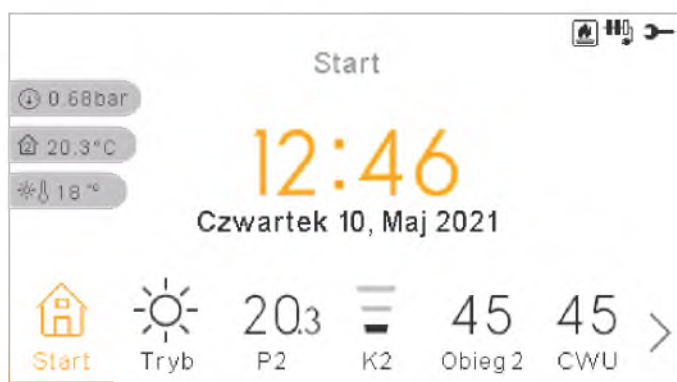 Start
0.68bar
2
20.3°C
18 °C
12:46
Czwartek 10, Maj 2021
20.3 45 45
Start Tryb P2 K2 Obieg 2 CWU